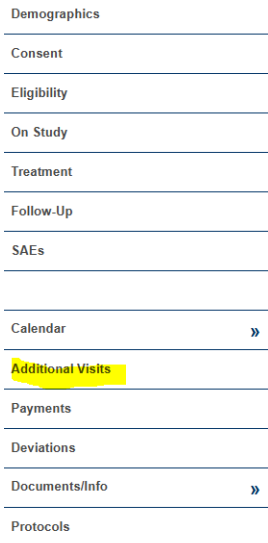 Demographics
Consent
Eligibility
On Study
Treatment
Follow-Up
SAEs
Calendar »
Additional Visits
Payments
Deviations
Documents/Info »
Protocols